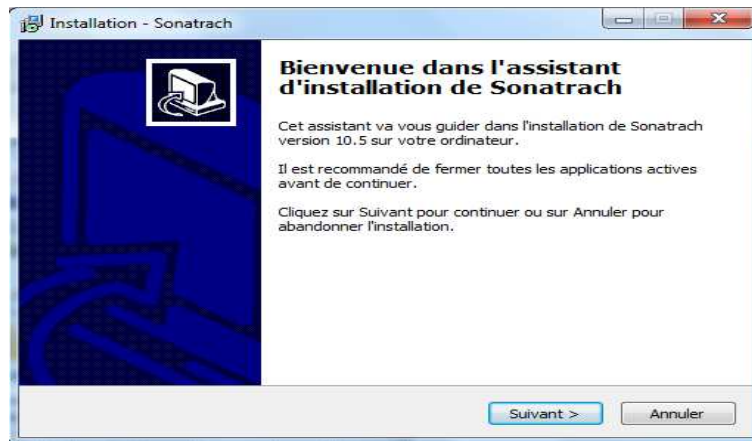 Installation - Sonatrach
Bienvenue dans l'assistant
d'installation de Sonatrach
Cet assistant va vous guider dans l'installation de Sonatrach
version 10.5 sur votre ordinateur.
Il est recommandé de fermer toutes les applications actives
avant de continuer.
Cliquez sur Suivant pour continuer ou sur Annuler pour
abandonner l'installation.
Suivant > Annuler